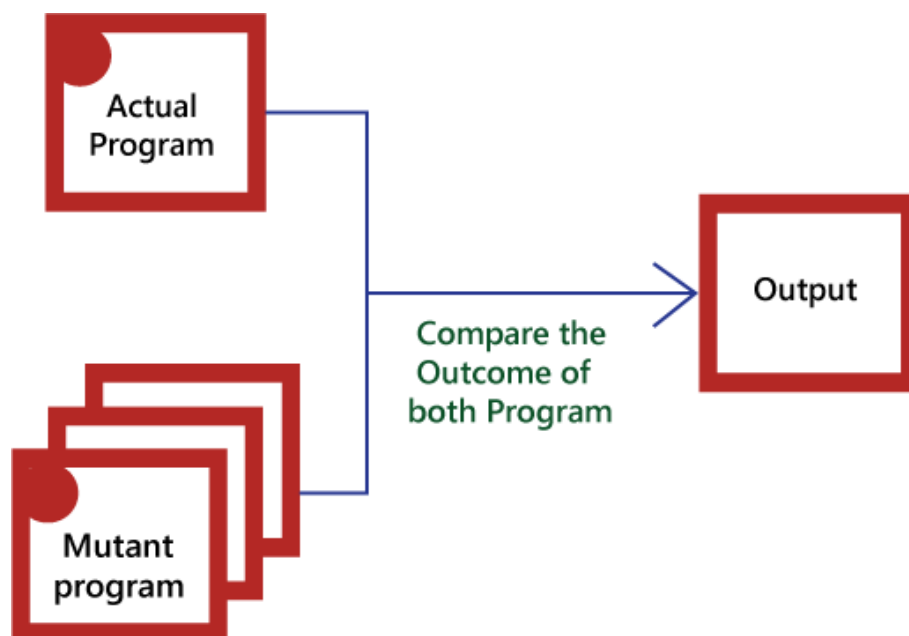 Actual
Program
Output
Compare the
Outcome of
both Program
Mutant
program